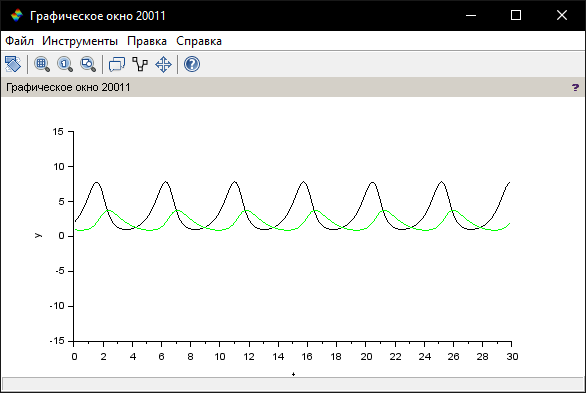 Графическое окно 20011
Файл Инструменты Правка Справка
Графическое окно 20011 ?
15
10
5
0
-5
-10
-15
y
0 2 4 6 8 10 12 14 16 18 20 22 24 26 28 30